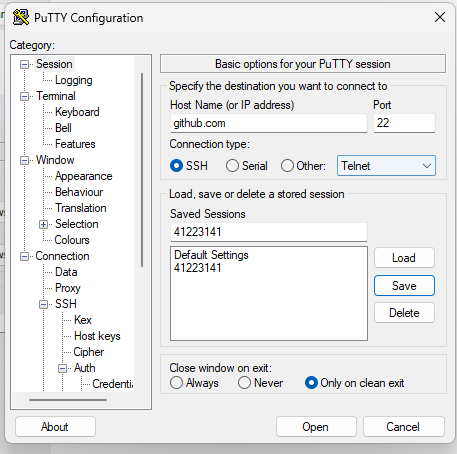 PuTTY Configuration
Category:
Session
Logging
Terminal
Keyboard
Bell
Features
Window
Appearance
Behaviour
Translation
Selection
Colours
Connection
Data
Proxy
SSH
Kex
Host keys
Cipher
Auth
Credentia
Basic options for your PuTTY session
Specify the destination you want to connect to
Host Name (or IP address) Port
github.com 22
Connection type:
SSH Serial Other: Telnet
Load, save or delete a stored session
Saved Sessions
41223141
Default Settings
41223141
Load
Save
Delete
Close window on exit:
Always Never Only on clean exit
About Open Cancel